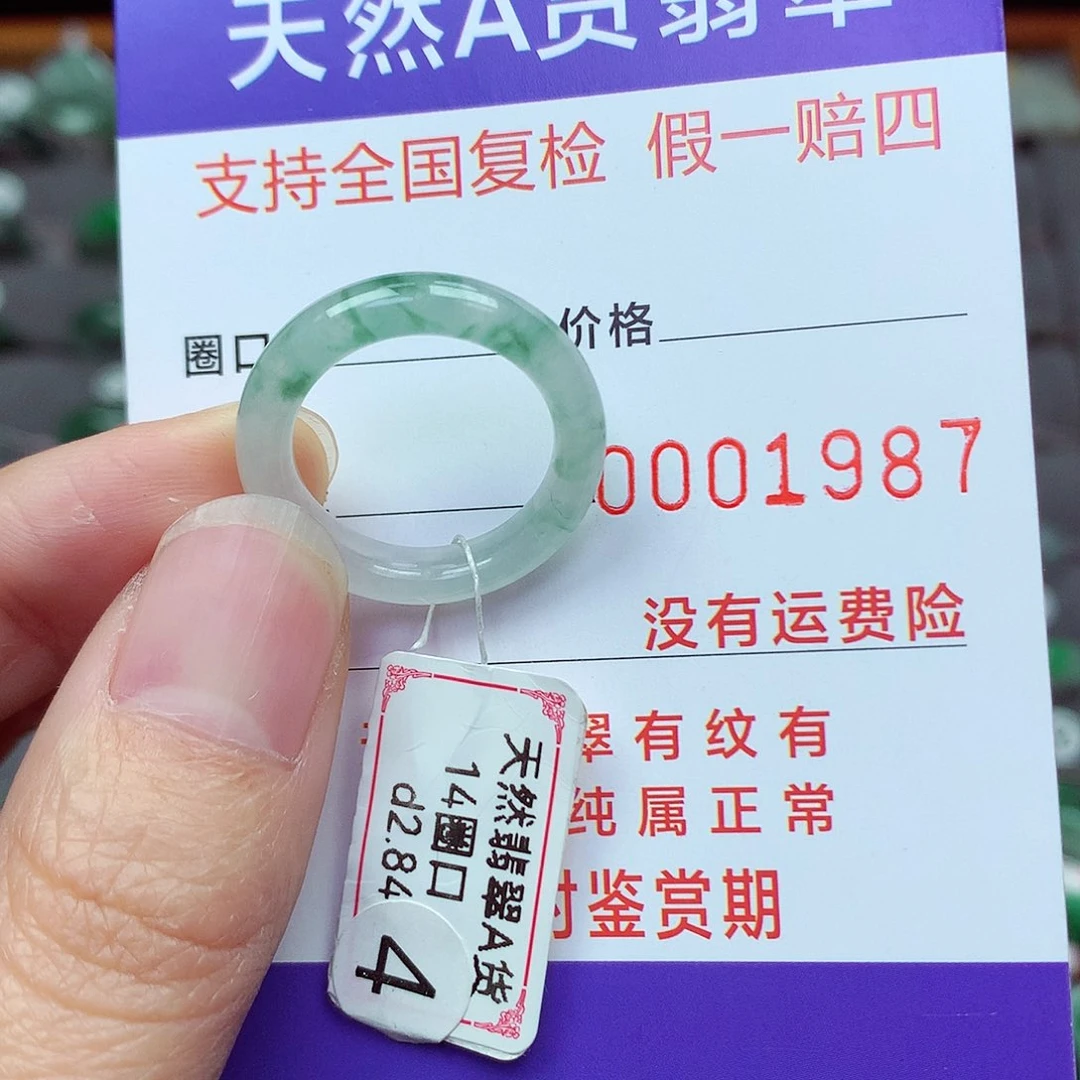 天然A货翡翠
支持全国复检 假一赔四
圈口
价格
0001987
没有运费险
翠有纹有
纯属正常
时鉴赏期
天然翡翠A货
14圈口
d2.84
4